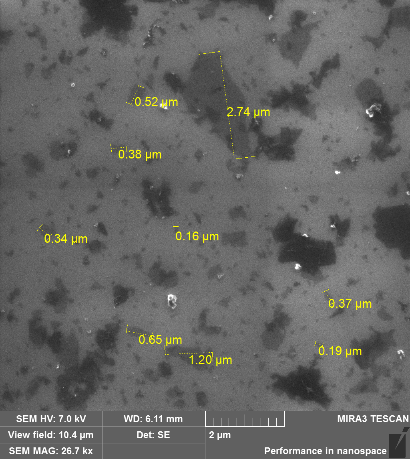 0.52 µm
2.74 µm
0.38 µm
0.34 µm
0.16 µm
0.37 µm
0.65 µm
0.19 µm
1.20 µm
SEM HV: 7.0 kV
WD: 6.11 mm
MIRA3 TESCAN
View field: 10.4 µm
Det: SE
2 µm
SEM MAG: 26.7 kx
Performance in nanospace